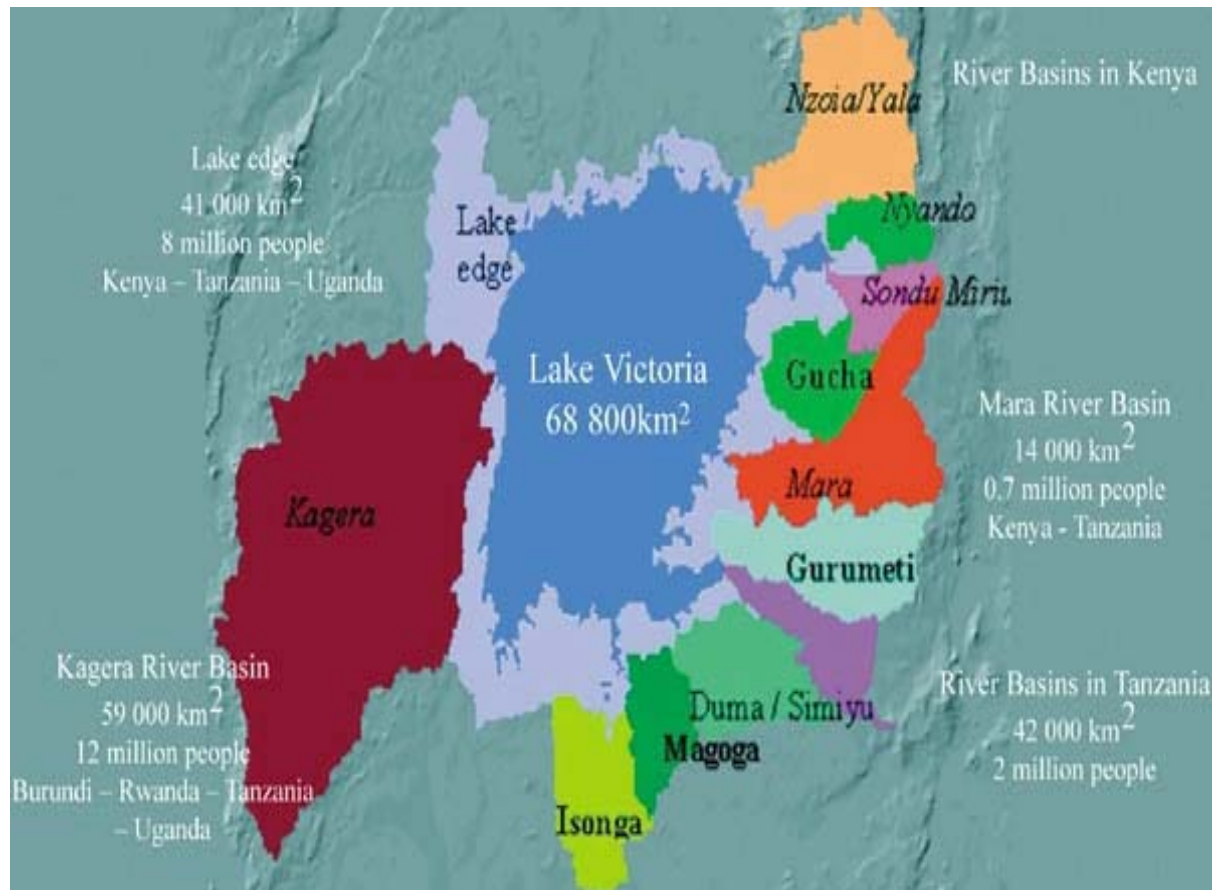 River Basins in Kenya
Nzoia/Yala
Lake edge
41 000 km2
8 million people
Kenya – Tanzania – Uganda
Lake
edge
Nyando
Sondu Miriu
Lake Victoria
68 800km2
Gucha
Mara River Basin
14 000 km2
0.7 million people
Kenya - Tanzania
Mara
Kagera
Gurumeti
Kagera River Basin
59 000 km2
12 million people
Burundi – Rwanda – Tanzania
– Uganda
River Basins in Tanzania
42 000 km2
2 million people
Duma / Simiyu
Magoga
Isonga